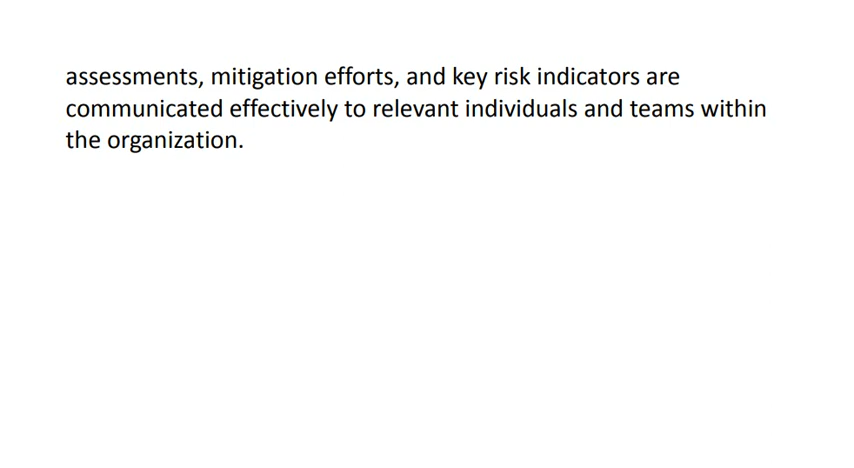 assessments, mitigation efforts, and key risk indicators are
communicated effectively to relevant individuals and teams within
the organization.